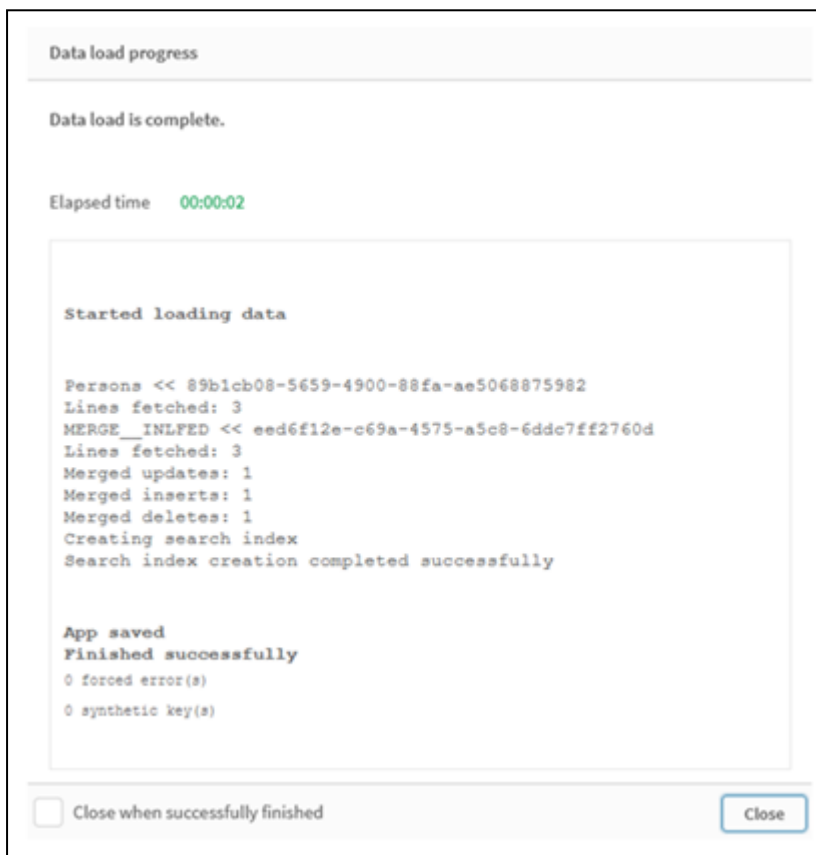 Data load progress
Data load is complete.
Elapsed time 00:00:02
Started loading data
Persons << 89b1cb08-5659-4900-88fa-ae5068875982
Lines fetched: 3
MERGE__INLFED << eed6f12e-c69a-4575-a5c8-6ddc7ff2760d
Lines fetched: 3
Merged updates: 1
Merged inserts: 1
Merged deletes: 1
Creating search index
Search index creation completed successfully
App saved
Finished successfully
0 forced error(s)
0 synthetic key(s)
Close when successfully finished
Close